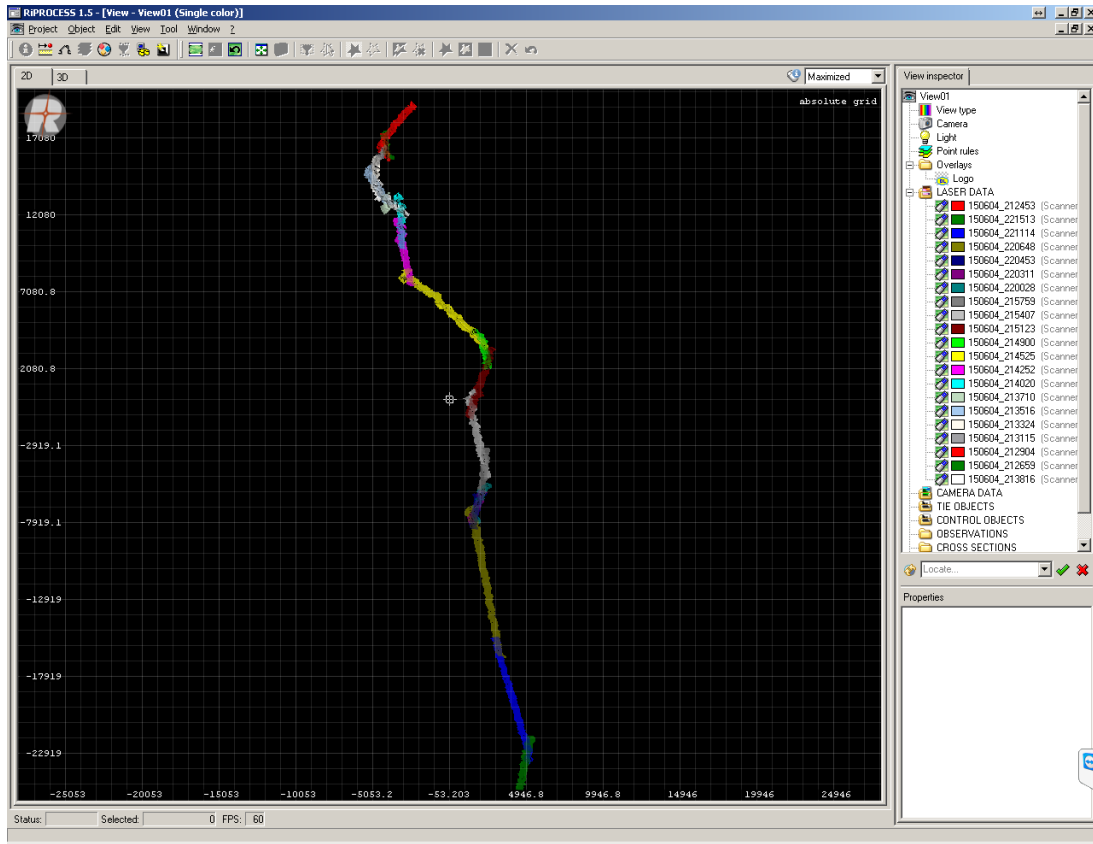 RiPROCESS 1.5 - [View - View01 (Single color)]
Project Object Edit View Tool Window ?
2D 3D
Maximized
absolute grid
17080
12080
7080.8
2080.8
-2919.1
-7919.1
-12919
-17919
-22919
-25053 -20053 -15053 -10053 -5053.2 -53.203 4946.8 9946.8 14946 19946 24946
Status: Selected: 0 FPS: 60
View inspector
View01
View type
Camera
Light
Point rules
Overlays
Logo
LASER DATA
150604_212453 (Scanner
150604_221513 (Scanner
150604_221114 (Scanner
150604_220648 (Scanner
150604_220453 (Scanner
150604_220311 (Scanner
150604_220028 (Scanner
150604_215759 (Scanner
150604_215407 (Scanner
150604_215123 (Scanner
150604_214900 (Scanner
150604_214525 (Scanner
150604_214252 (Scanner
150604_214020 (Scanner
150604_213710 (Scanner
150604_213516 (Scanner
150604_213324 (Scanner
150604_213115 (Scanner
150604_212904 (Scanner
150604_212659 (Scanner
150604_213816 (Scanner
CAMERA DATA
TIE OBJECTS
CONTROL OBJECTS
OBSERVATIONS
CROSS SECTIONS
Locate...
Properties